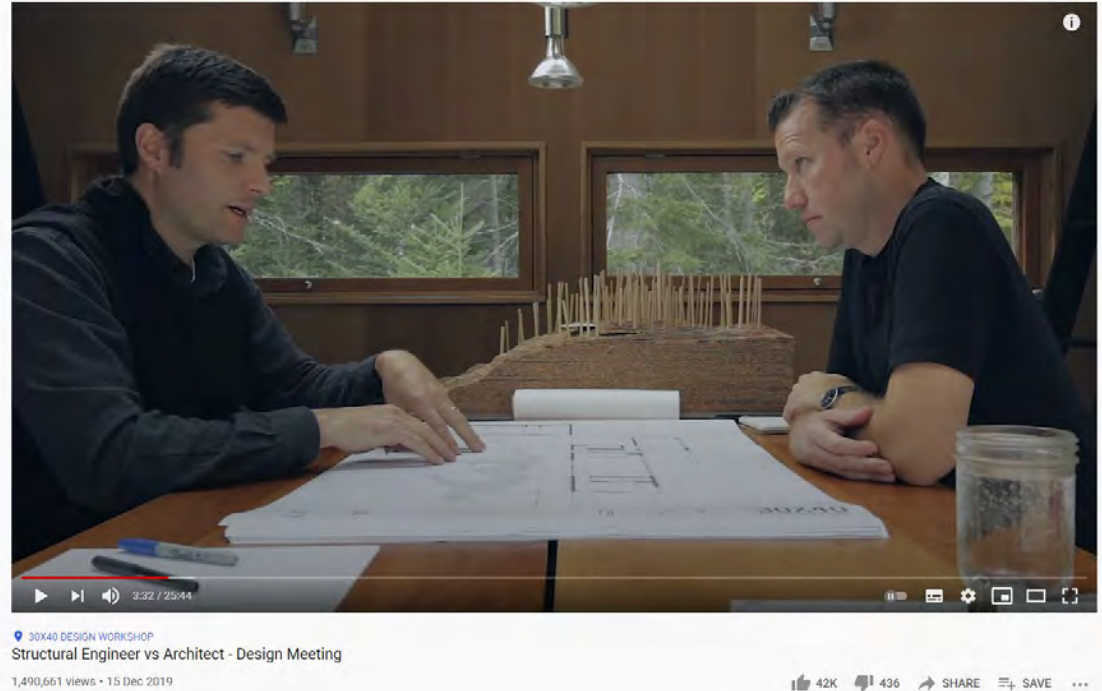 30X40
3:32 / 25:44
30X40 DESIGN WORKSHOP
Structural Engineer vs Architect - Design Meeting
1,490,661 views • 15 Dec 2019
42K 436 SHARE SAVE